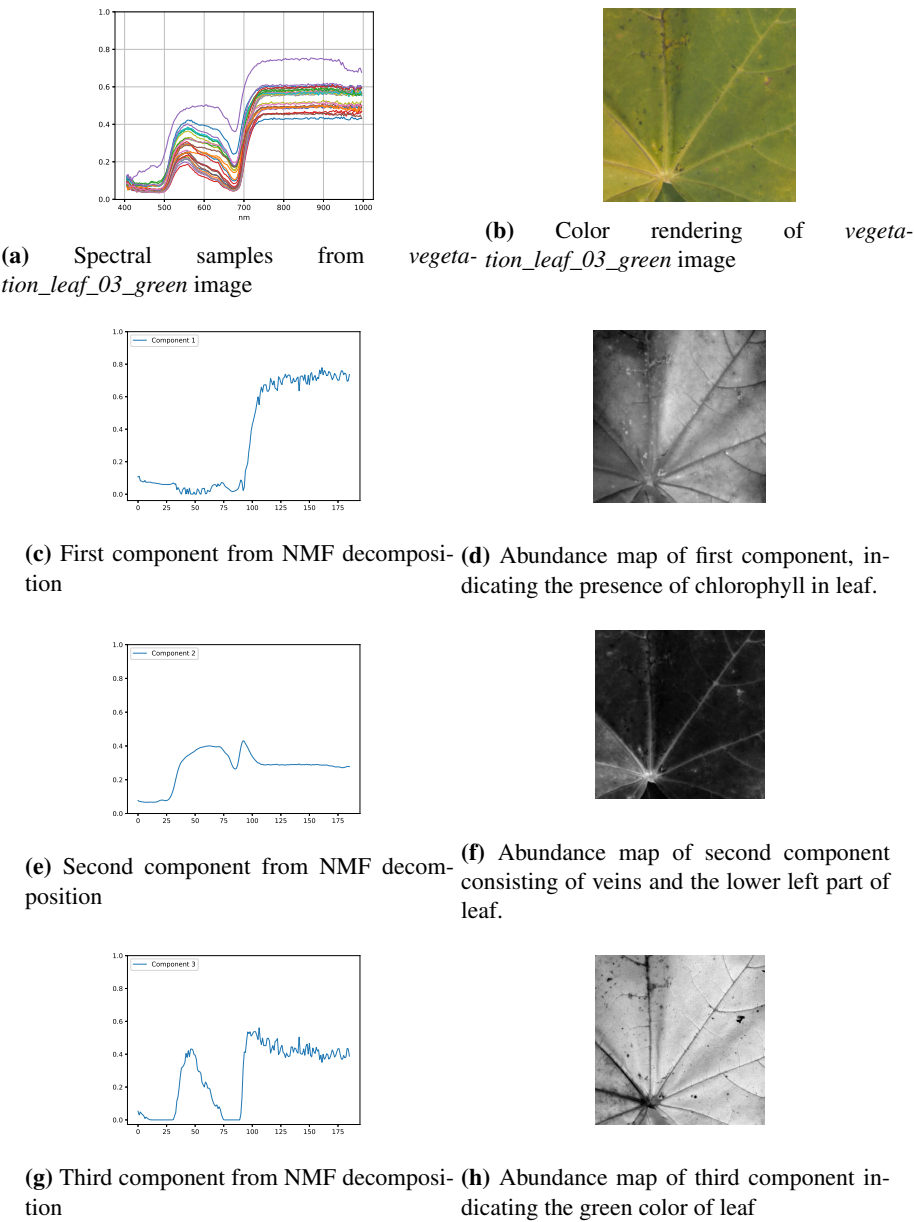 1.0
0.8
0.6
0.4
0.2
0.0
400 500 600 700 800 900 1000
nm
(a) Spectral samples from vegeta-
tion_leaf_03_green image
(b) Color rendering of vegeta-
tion_leaf_03_green image
1.0
Component 1
0.8
0.6
0.4
0.2
0.0
0 25 50 75 100 125 150 175
(c) First component from NMF decomposi-
tion
(d) Abundance map of first component, in-
dicating the presence of chlorophyll in leaf.
1.0
Component 2
0.8
0.6
0.4
0.2
0.0
0 25 50 75 100 125 150 175
(e) Second component from NMF decom-
position
(f) Abundance map of second component
consisting of veins and the lower left part of
leaf.
1.0
Component 3
0.8
0.6
0.4
0.2
0.0
0 25 50 75 100 125 150 175
(g) Third component from NMF decomposi-
tion
(h) Abundance map of third component in-
dicating the green color of leaf